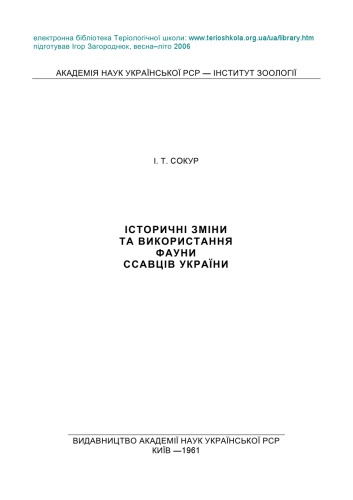 електронна бібліотека Теріологічної школи: www.terioshkola.org.ua/ua/library.htm
підготував Ігор Загороднюк, весна–літо 2006
АКАДЕМІЯ НАУК УКРАЇНСЬКОЇ РСР — ІНСТИТУТ ЗООЛОГІЇ
І. Т. СОКУР
ІСТОРИЧНІ ЗМІНИ
ТА ВИКОРИСТАННЯ
ФАУНИ
ССАВЦІВ УКРАЇНИ
ВИДАВНИЦТВО АКАДЕМІЇ НАУК УКРАЇНСЬКОЇ РСР
КИЇВ —1961